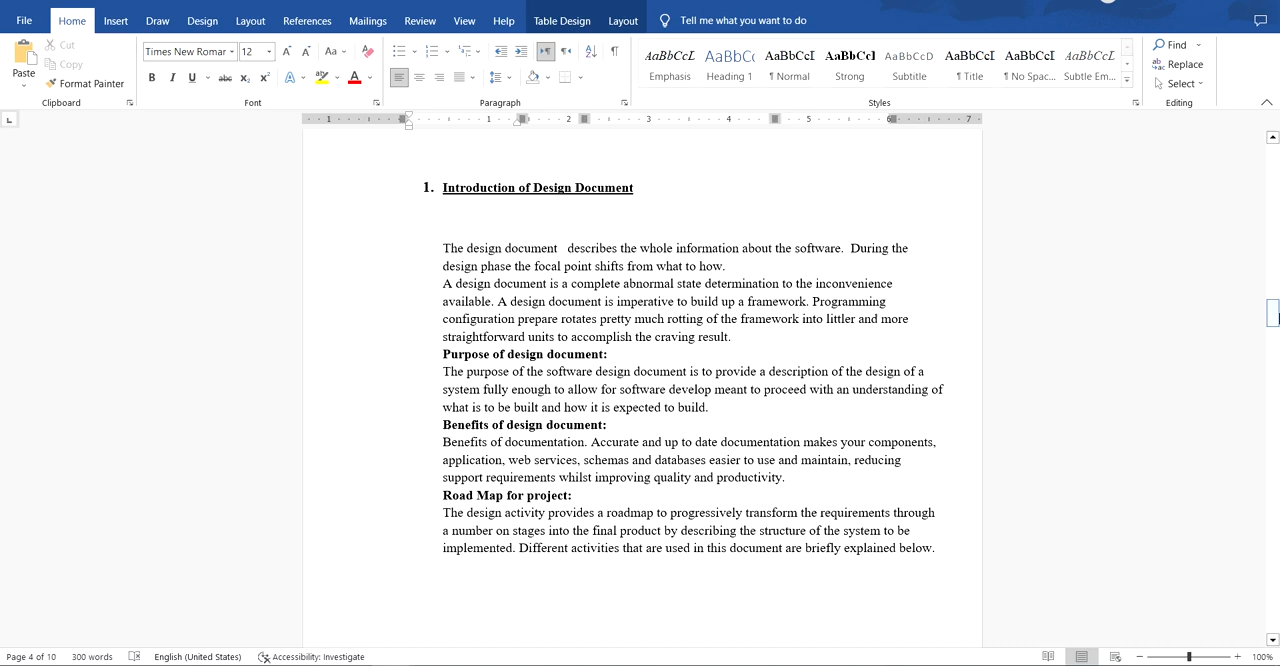 File Home Insert Draw Design Layout References Mailings Review View Help Table Design Layout Tell me what you want to do
Cut
Copy
Paste
Format Painter
Clipboard
Times New Romar 12
Aa
B I U abc X₂ X² A A
Font
Paragraph
AaBbCcL AaBbC( AaBbCcI AaBbCcI AaBbCcD AaBbCcI AaBbCcI AaBbCcL
Emphasis Heading 1 ¶ Normal Strong Subtitle ¶ Title ¶ No Spac... Subtle Em...
Styles
Find
Replace
Select
Editing
1 1 2 3 4 5 6 7
1. Introduction of Design Document
The design document   describes the whole information about the software.  During the
design phase the focal point shifts from what to how.
A design document is a complete abnormal state determination to the inconvenience
available. A design document is imperative to build up a framework. Programming
configuration prepare rotates pretty much rotting of the framework into littler and more
straightforward units to accomplish the craving result.
Purpose of design document:
The purpose of the software design document is to provide a description of the design of a
system fully enough to allow for software develop meant to proceed with an understanding of
what is to be built and how it is expected to build.
Benefits of design document:
Benefits of documentation. Accurate and up to date documentation makes your components,
application, web services, schemas and databases easier to use and maintain, reducing
support requirements whilst improving quality and productivity.
Road Map for project:
The design activity provides a roadmap to progressively transform the requirements through
a number on stages into the final product by describing the structure of the system to be
implemented. Different activities that are used in this document are briefly explained below.
Page 4 of 10 300 words English (United States) Accessibility: Investigate 100%